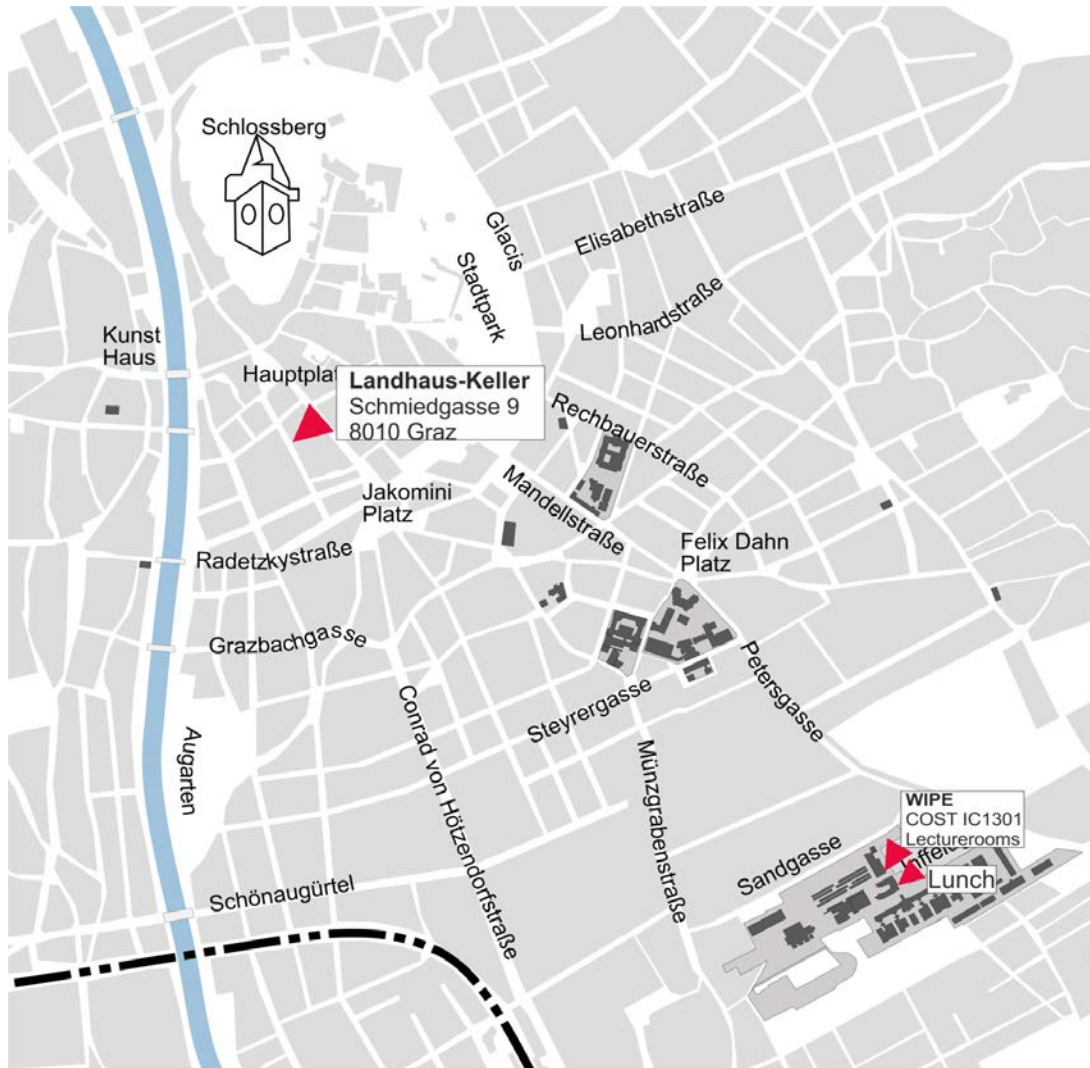 Schlossberg
Glacis
Elisabethstraße
Stadtpark
Leonhardstraße
Kunst
Haus
Landhaus-Keller
Schmiedgasse 9
8010 Graz
Rechbauerstraße
Jakomini
Platz
Mandellstraße
Felix Dahn
Platz
Radetzkystraße
Grazbachgasse
Petersgasse
Steyrergasse
Conrad von Hötzendorfstraße
Augarten
Münzgrabenstraße
WIPE
COST IC1301
Lecturerooms
Sandgasse
Lunch
Schönaugürtel